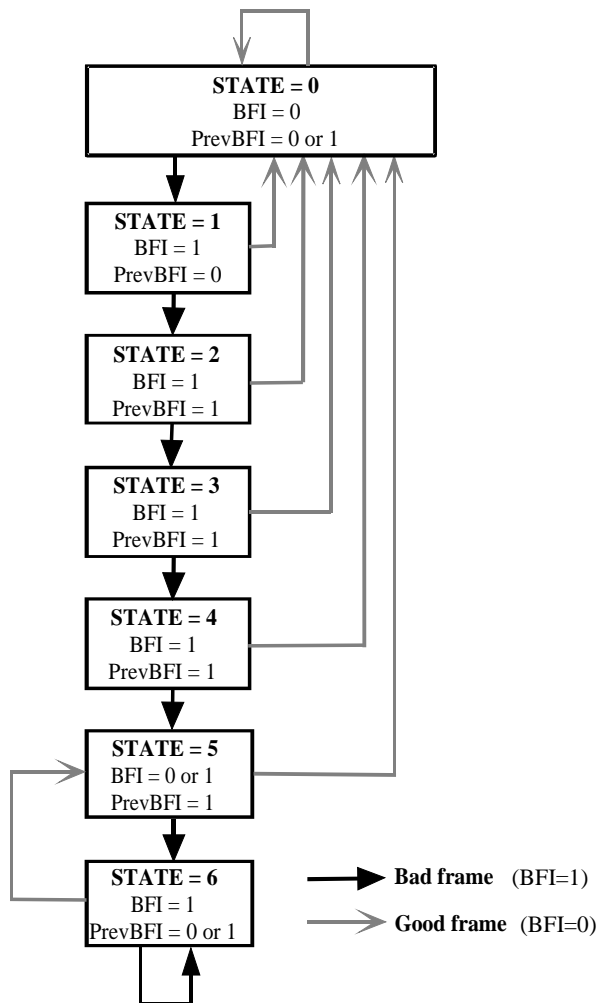 STATE = 0
BFI = 0
PrevBFI = 0 or 1
STATE = 1
BFI = 1
PrevBFI = 0
STATE = 2
BFI = 1
PrevBFI = 1
STATE = 3
BFI = 1
PrevBFI = 1
STATE = 4
BFI = 1
PrevBFI = 1
STATE = 5
BFI = 0 or 1
PrevBFI = 1
STATE = 6
BFI = 1
PrevBFI = 0 or 1
Bad frame (BFI=1)
Good frame (BFI=0)